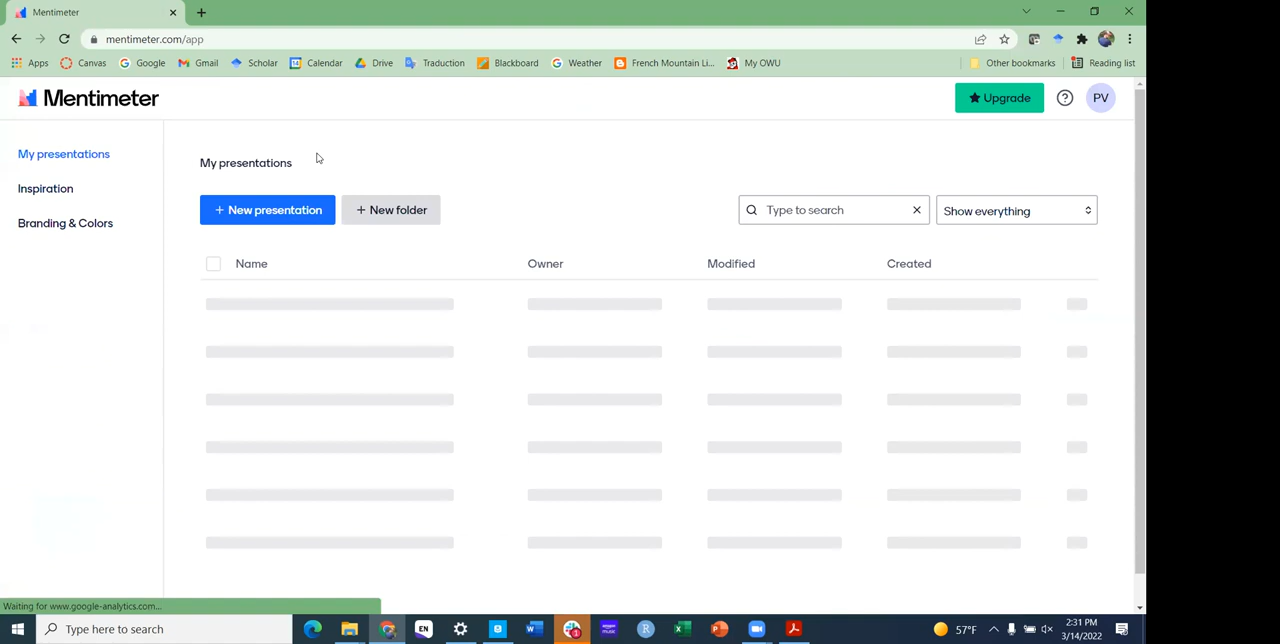 Mentimeter
mentimeter.com/app
Apps Canvas Google Gmail Scholar Calendar Drive Traduction Blackboard Weather French Mountain Li... My OWU Other bookmarks Reading list
Mentimeter
Upgrade
PV
My presentations
Inspiration
Branding & Colors
My presentations
+ New presentation
+ New folder
Type to search
Show everything
Name Owner Modified Created
Waiting for www.google-analytics.com...
Type here to search
EN
57°F
2:31 PM
3/14/2022